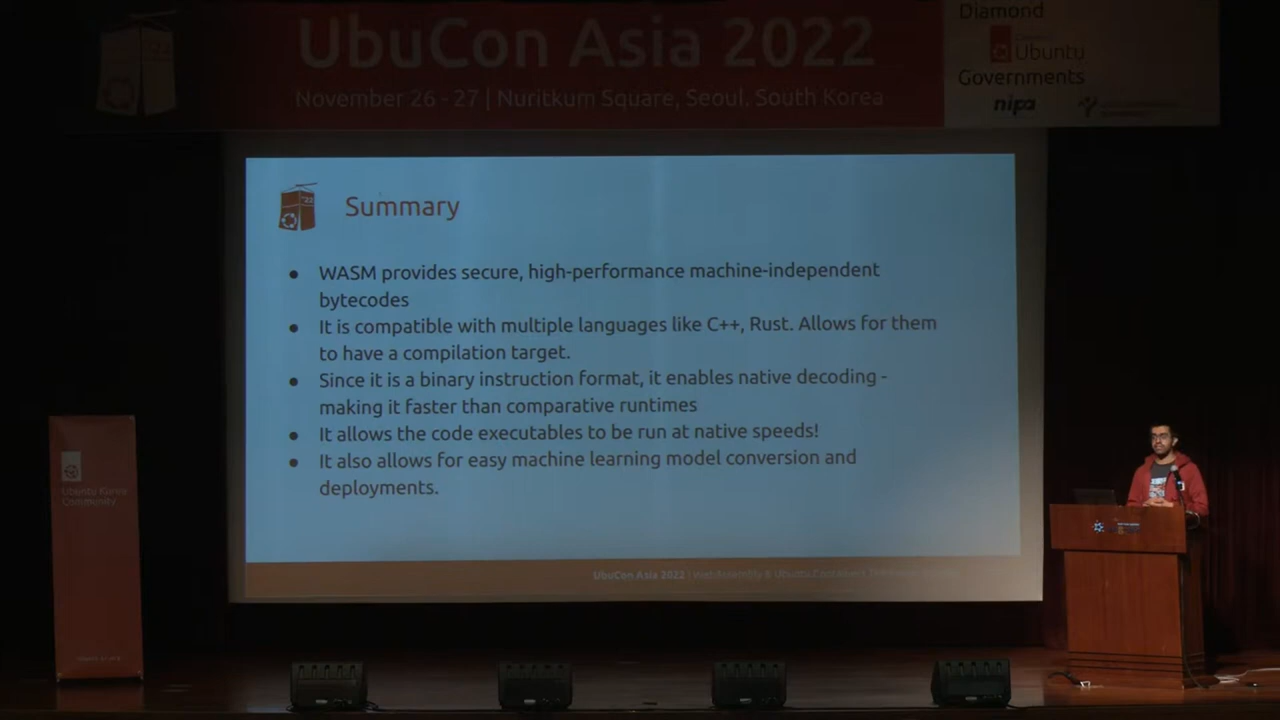 UbuCon Asia 2022
November 26 - 27 | Nuritkum Square, Seoul, South Korea
Diamond
Ubuntu
Governments
nipa
'22
Summary
● WASM provides secure, high-performance machine-independent
bytecodes
● It is compatible with multiple languages like C++, Rust. Allows for them
to have a compilation target.
● Since it is a binary instruction format, it enables native decoding -
making it faster than comparative runtimes
● It allows the code executables to be run at native speeds!
● It also allows for easy machine learning model conversion and
deployments.
UbuCon Asia 2022 | WebAssembly & Ubuntu Containers
Ubuntu Korea
Community